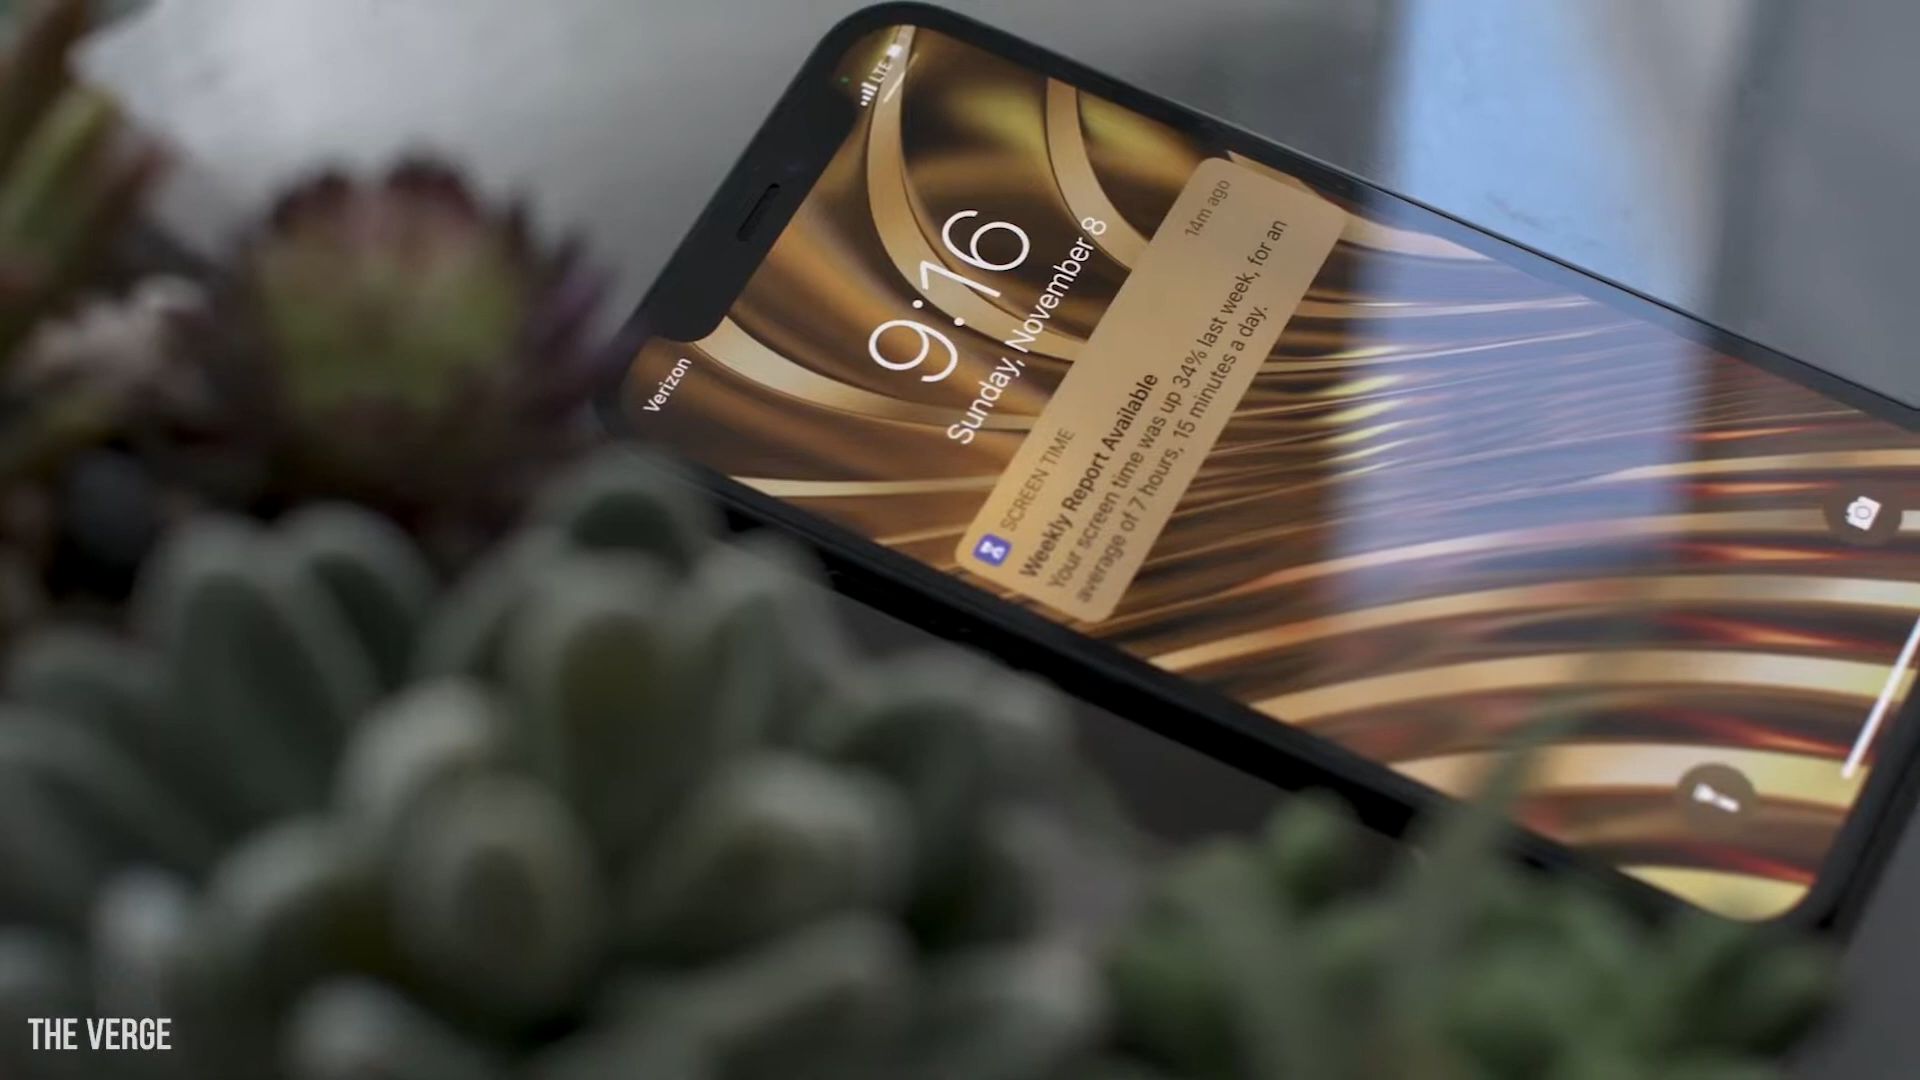 Verizon
LTE
9:16
Sunday, November 8
SCREEN TIME
14m ago
Weekly Report Available
Your screen time was up 34% last week, for an
average of 7 hours, 15 minutes a day.
THE VERGE